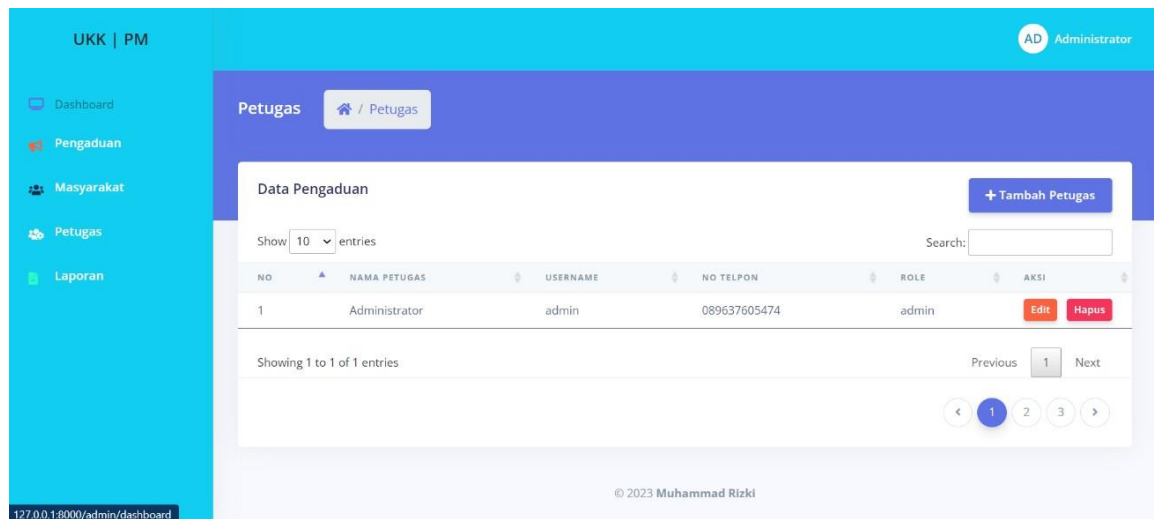 UKK | PM
AD Administrator
Dashboard
Pengaduan
Masyarakat
Petugas
Laporan
Petugas / Petugas
Data Pengaduan
+ Tambah Petugas
Show 10 entries
Search:
NO NAMA PETUGAS USERNAME NO TELPON ROLE AKSI
1 Administrator admin 089637605474 admin Edit Hapus
Showing 1 to 1 of 1 entries
Previous 1 Next
‹ 1 2 3 ›
© 2023 Muhammad Rizki
127.0.0.1:8000/admin/dashboard